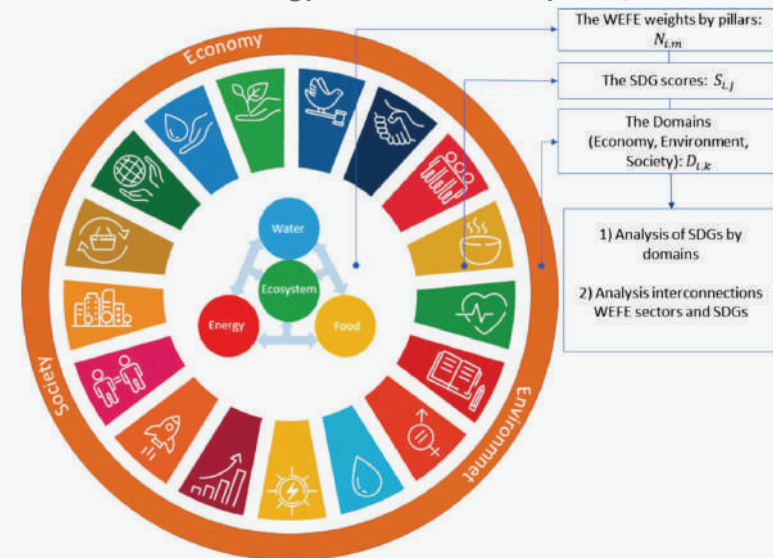 Economy
Society
Environmnet
Water
Ecosystem
Energy
Food
The WEFE weights by pillars:
N_{i.m}
The SDG scores: S_{i.j}
The Domains
(Economy, Environment,
Society): D_{i.k}
1) Analysis of SDGs by
domains
2) Analysis interconnections
WEFE sectors and SDGs